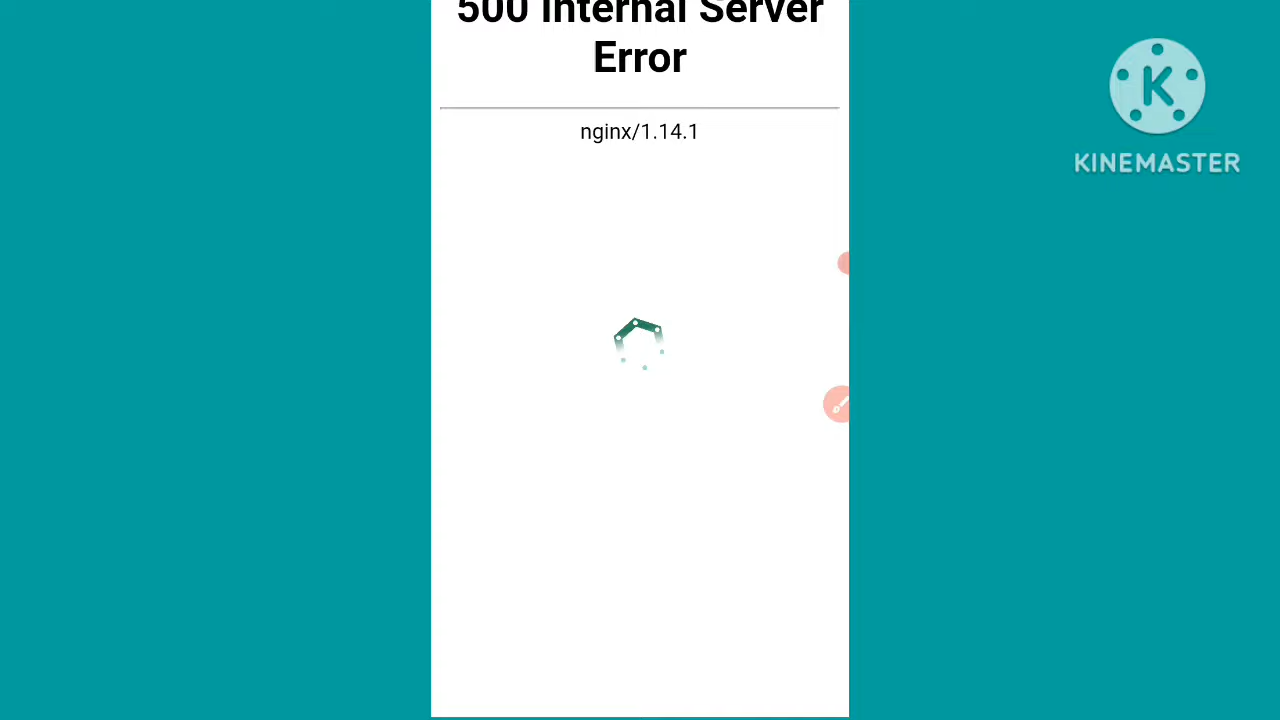 500 Internal Server
Error
nginx/1.14.1
K
KINEMASTER